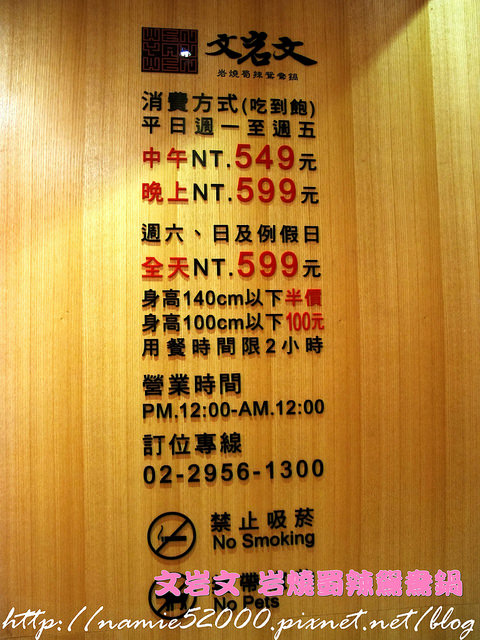 WEN
YAN
WEN
文岩文
岩燒蜀辣鴛鴦鍋
消費方式(吃到飽)
平日週一至週五
中午NT.549元
晚上NT.599元
週六、日及例假日
全天NT.599元
身高140cm以下半價
身高100cm以下100元
用餐時間限2小時
營業時間
PM.12:00-AM.12:00
訂位專線
02-2956-1300
禁止吸菸
No Smoking
帶
No Pets
文岩文-岩燒蜀辣鴛鴦鍋
http://namie52000.pixnet.net/blog